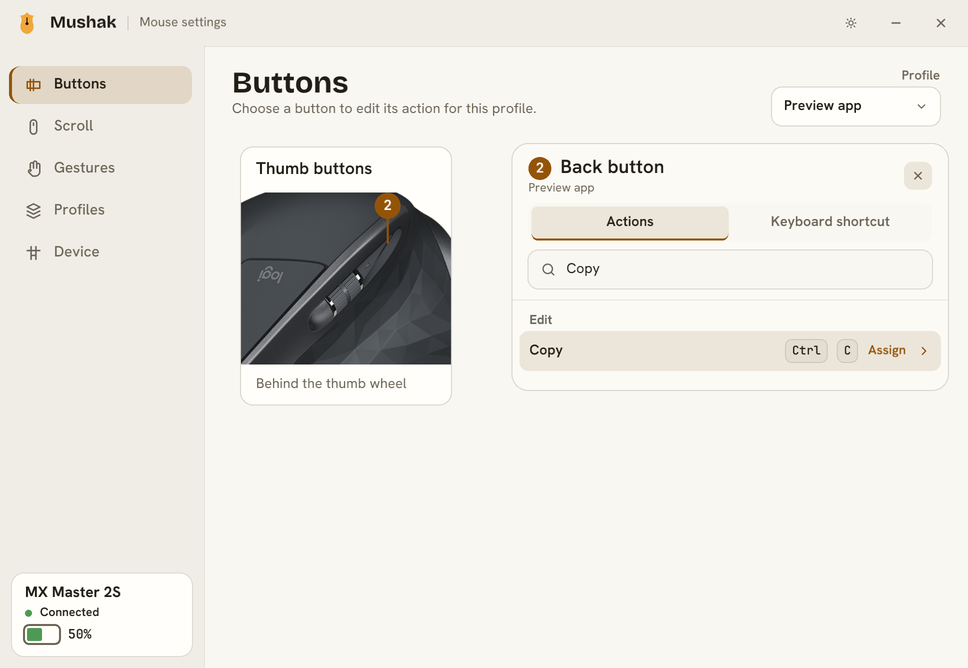 Mushak
Mouse settings
Buttons
Scroll
Gestures
Profiles
Device
MX Master 2S
Connected
50%
Buttons
Choose a button to edit its action for this profile.
Profile
Preview app
Thumb buttons
2
logi
Behind the thumb wheel
2 Back button
Preview app
Actions
Keyboard shortcut
Copy
Edit
Copy Ctrl C Assign